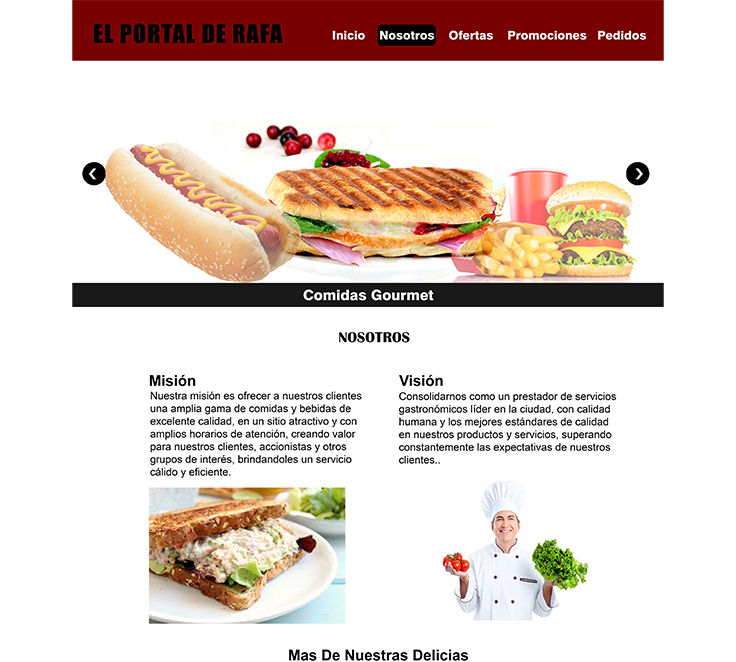 EL PORTAL DE RAFA
Inicio Nosotros Ofertas Promociones Pedidos
Comidas Gourmet
NOSOTROS
Misión
Nuestra misión es ofrecer a nuestros clientes
una amplia gama de comidas y bebidas de
excelente calidad, en un sitio atractivo y con
amplios horarios de atención, creando valor
para nuestros clientes, accionistas y otros
grupos de interés, brindandoles un servicio
cálido y eficiente.
Visión
Consolidarnos como un prestador de servicios
gastronómicos líder en la ciudad, con calidad
humana y los mejores estándares de calidad
en nuestros productos y servicios, superando
constantemente las expectativas de nuestros
clientes..
Mas De Nuestras Delicias